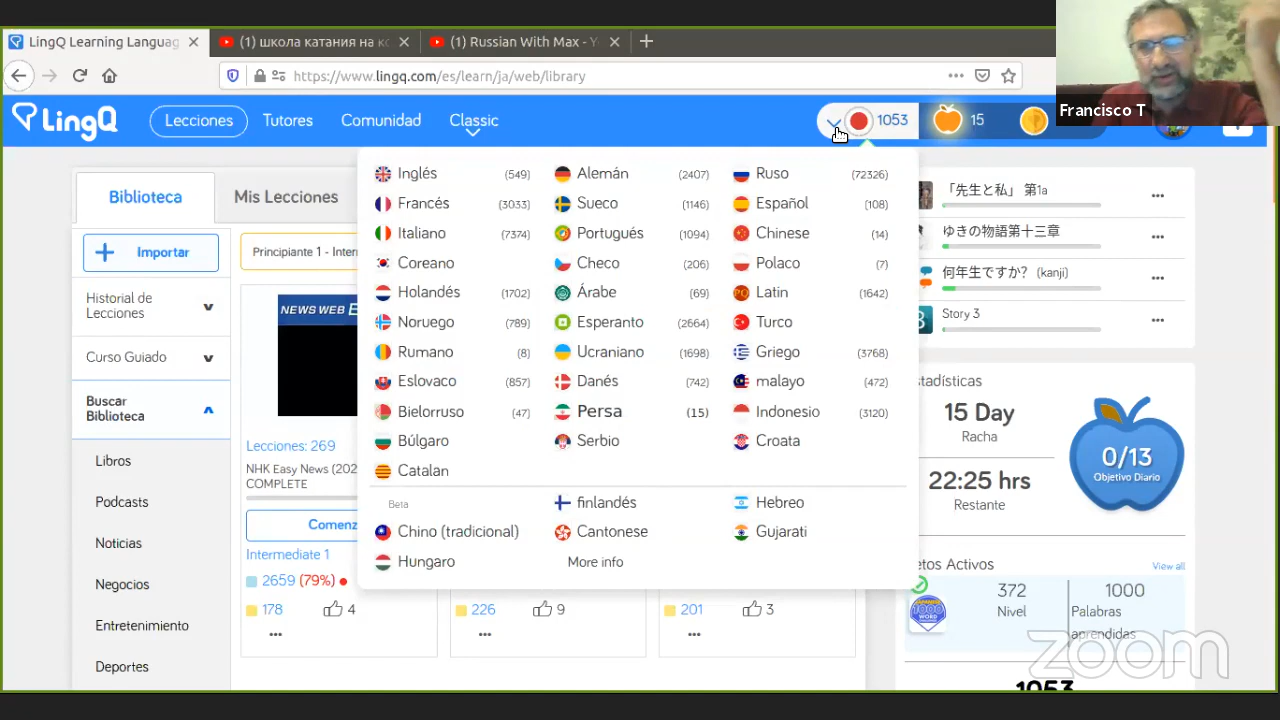 LingQ Learning Languag
(1) школа катания на кс
(1) Russian With Max - Y
https://www.lingq.com/es/learn/ja/web/library
Francisco T
LingQ
Lecciones
Tutores
Comunidad
Classic
1053
15
Biblioteca
Mis Lecciones
Importar
Principiante 1 - Interm
Historial de
Lecciones
Curso Guiado
Buscar
Biblioteca
Libros
Podcasts
Noticias
Negocios
Entretenimiento
Deportes
Inglés (549) Alemán (2407) Ruso (72326)
Francés (3033) Sueco (1146) Español (108)
Italiano (7374) Portugués (1094) Chinese (14)
Coreano Checo (206) Polaco (7)
Holandés (1702) Árabe (69) Latin (1642)
Noruego (789) Esperanto (2664) Turco
Rumano (8) Ucraniano (1698) Griego (3768)
Eslovaco (857) Danés (742) malayo (472)
Bielorruso (47) Persa (15) Indonesio (3120)
Búlgaro Serbio Croata
Catalan
Beta finlandés Hebreo
Chino (tradicional) Cantonese Gujarati
Hungaro More info
NEWS WEB E
Lecciones: 269
NHK Easy News (202
COMPLETE
Comenz
Intermediate 1
2659 (79%)
178 4
226 9
201 3
「先生と私」 第1a
ゆきの物語第十三章
何年生ですか? (kanji)
Story 3
stadísticas
15 Day
Racha
22:25 hrs
Restante
0/13
Objetivo Diario
etos Activos
View all
372
Nivel
1000
Palabras
aprendidas
1053
zoom